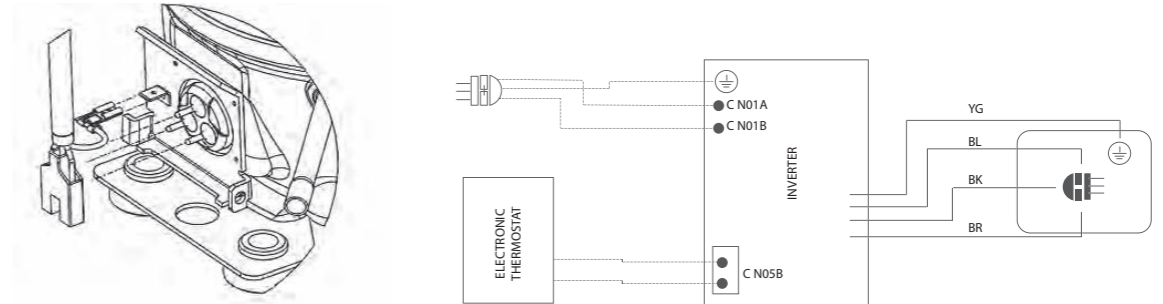 C N01A
C N01B
INVERTER
ELECTRONIC
THERMOSTAT
C N05B
YG
BL
BK
BR